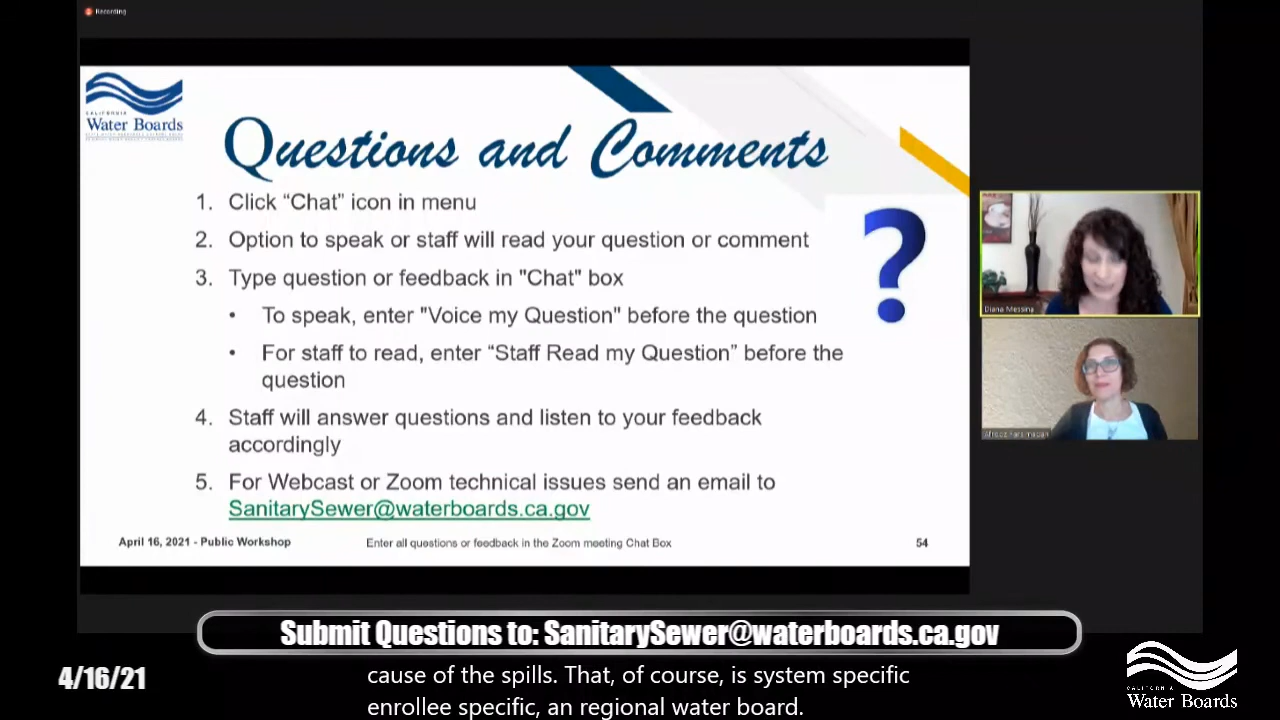 Recording
CALIFORNIA
Water Boards
Questions and Comments
1. Click “Chat” icon in menu
2. Option to speak or staff will read your question or comment
3. Type question or feedback in "Chat" box
• To speak, enter "Voice my Question" before the question
• For staff to read, enter “Staff Read my Question” before the
question
4. Staff will answer questions and listen to your feedback
accordingly
5. For Webcast or Zoom technical issues send an email to
SanitarySewer@waterboards.ca.gov
April 16, 2021 - Public Workshop
Enter all questions or feedback in the Zoom meeting Chat Box
54
Diana Messina
Submit Questions to: SanitarySewer@waterboards.ca.gov
4/16/21
cause of the spills. That, of course, is system specific
enrollee specific, an regional water board.
CALIFORNIA
Water Boards